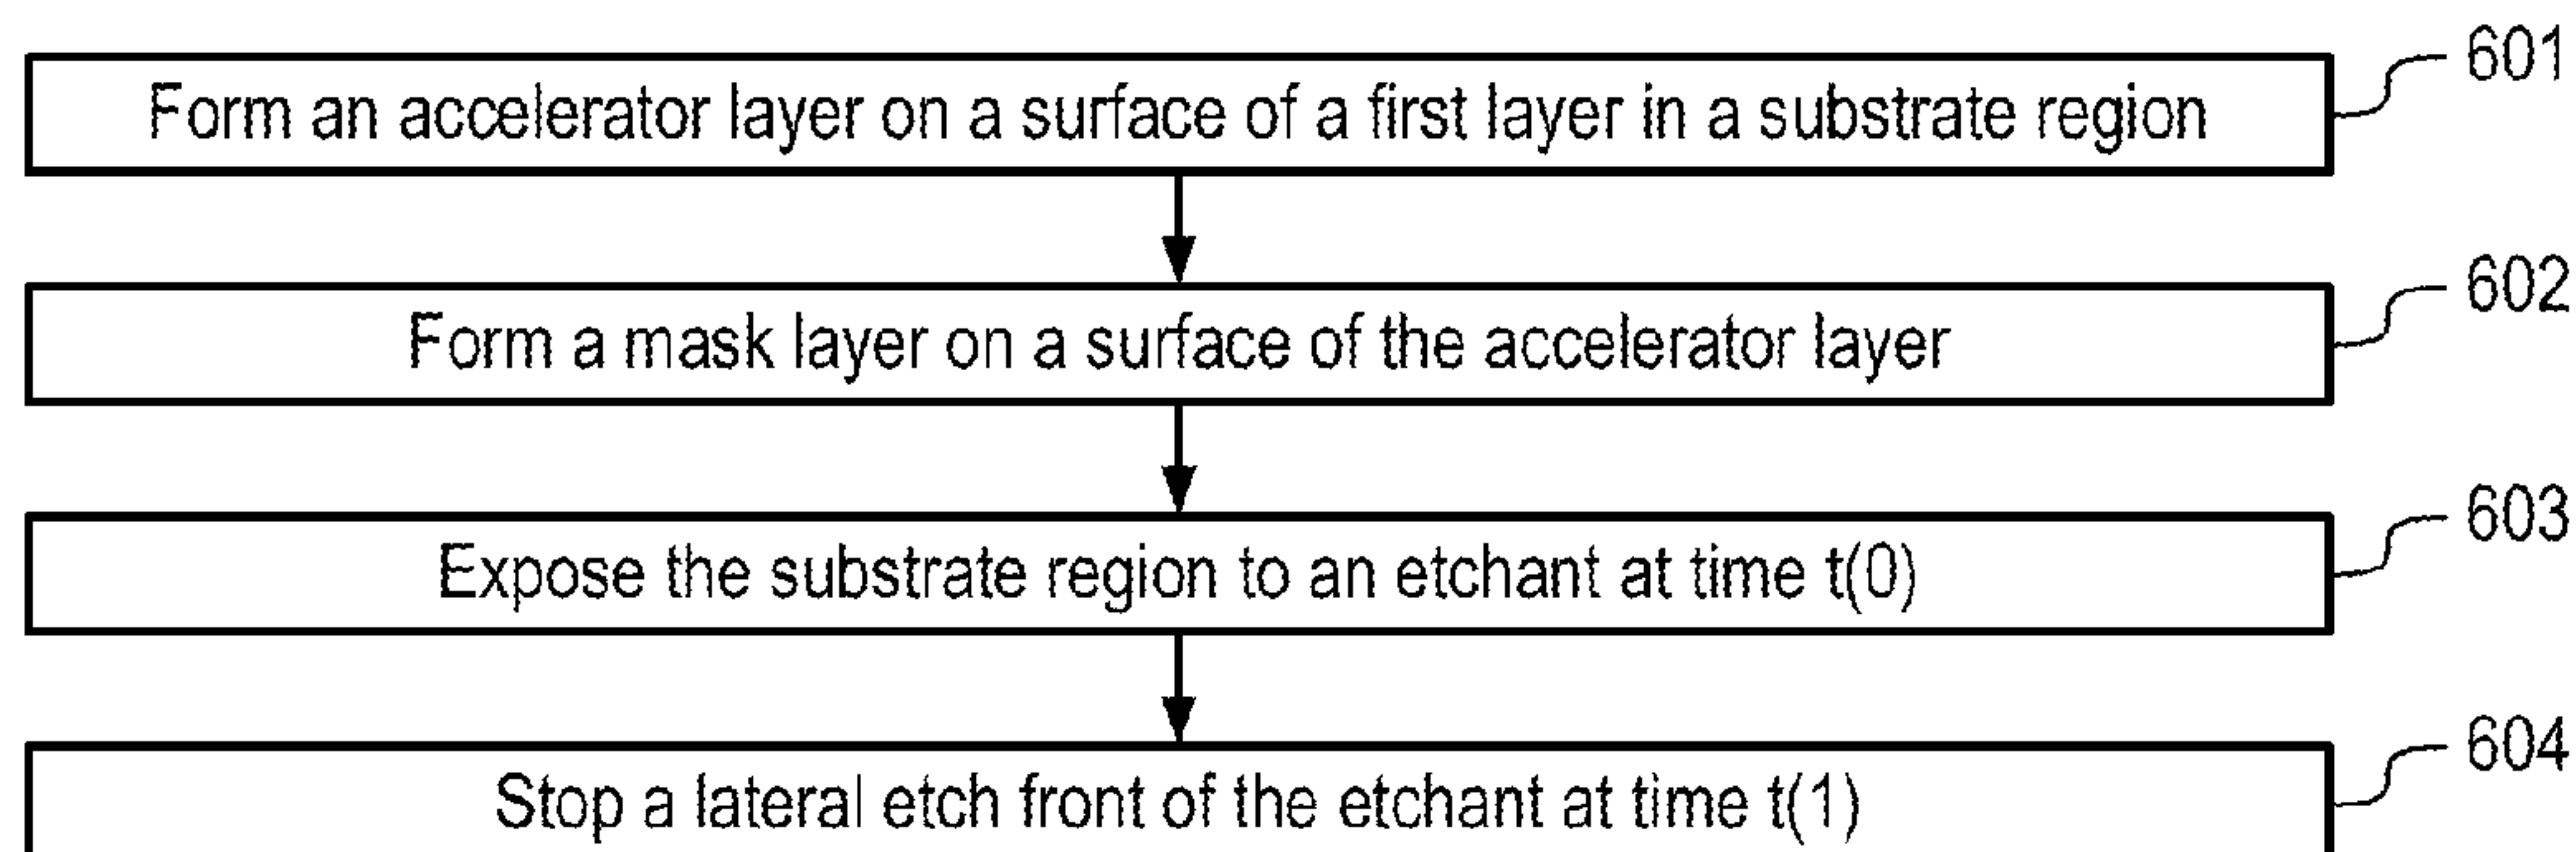 601
Form an accelerator layer on a surface of a first layer in a substrate region
602
Form a mask layer on a surface of the accelerator layer
603
Expose the substrate region to an etchant at time t(0)
604
Stop a lateral etch front of the etchant at time t(1)